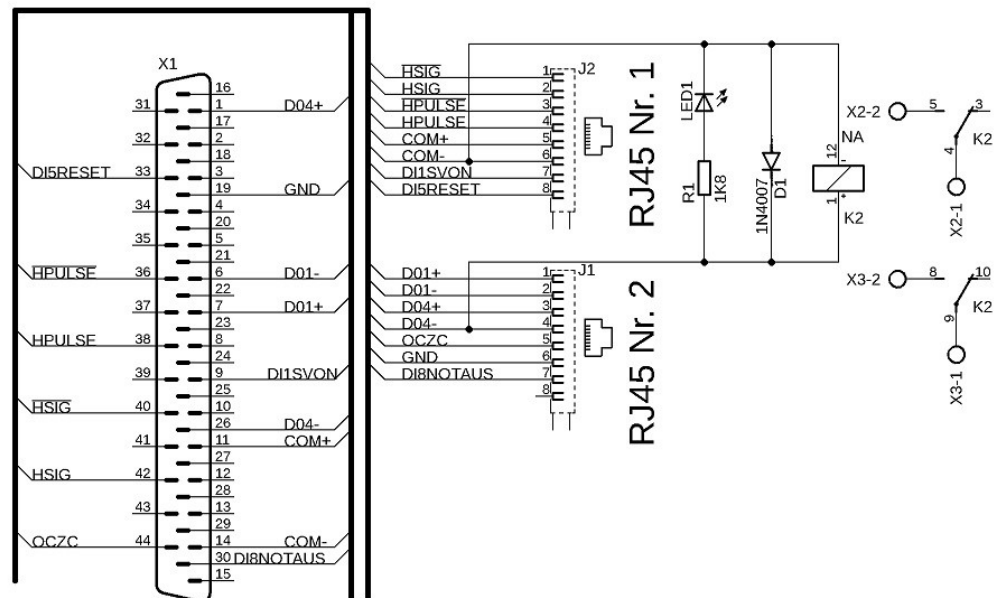 X1
16
31 1 D04+
17
32 2
18
DI5RESET 33 3
19 GND
34 4
20
35 5
21
HPULSE 36 6 D01-
22
37 7 D01+
23
HPULSE 38 8
24
39 9 DI1SVON
25
HSIG 40 10
26 D04-
41 11 COM+
27
HSIG 42 12
28
43 13
29
OCZC 44 14 COM-
30 DI8NOTAUS
15
J2
HSIG 1
HSIG 2
HPULSE 3
HPULSE 4
COM+ 5
COM- 6
DI1SVON 7
DI5RESET 8
RJ45 Nr. 1
J1
D01+ 1
D01- 2
D04+ 3
D04- 4
OCZC 5
GND 6
DI8NOTAUS 7
8
RJ45 Nr. 2
LED1
R1
1K8
1N4007
D1
NA
12
-
1
+
K2
X2-2 5 3
4 K2
X2-1
X3-2 8 10
9 K2
X3-1